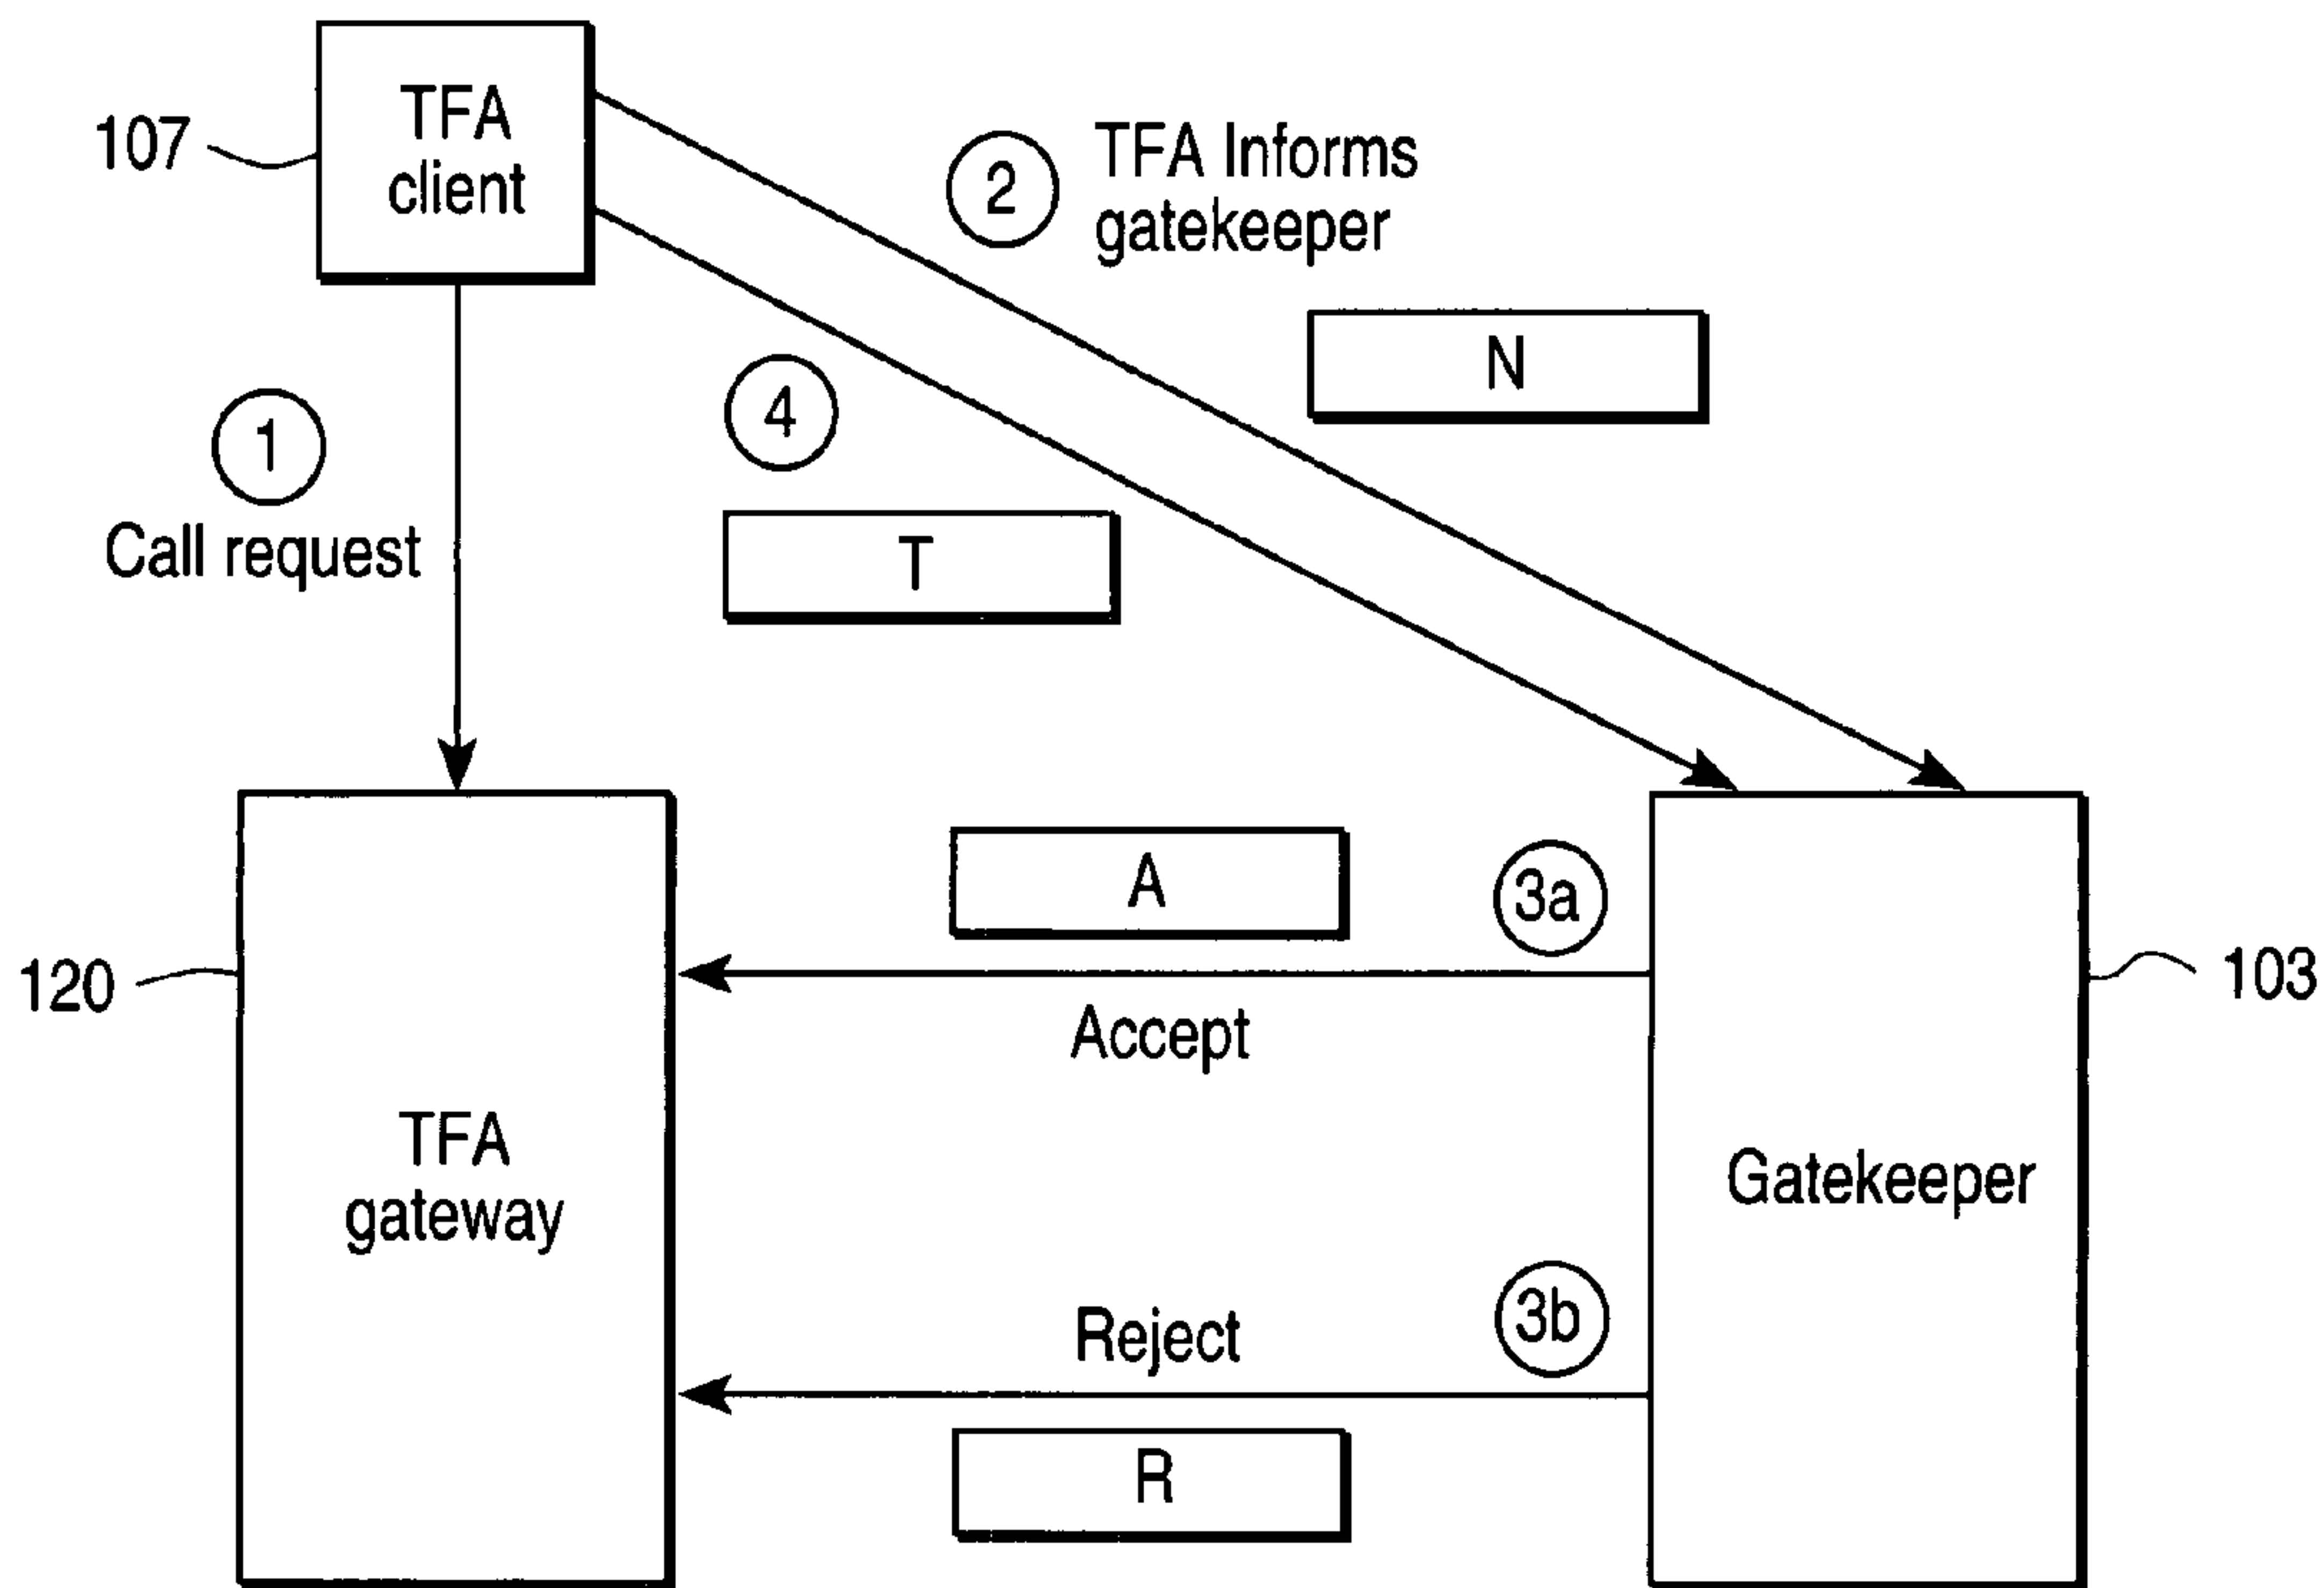 TFA
client
107
2
TFA Informs
gatekeeper
N
4
1
Call request
T
A
3a
120
103
Accept
TFA
gateway
Gatekeeper
Reject
3b
R